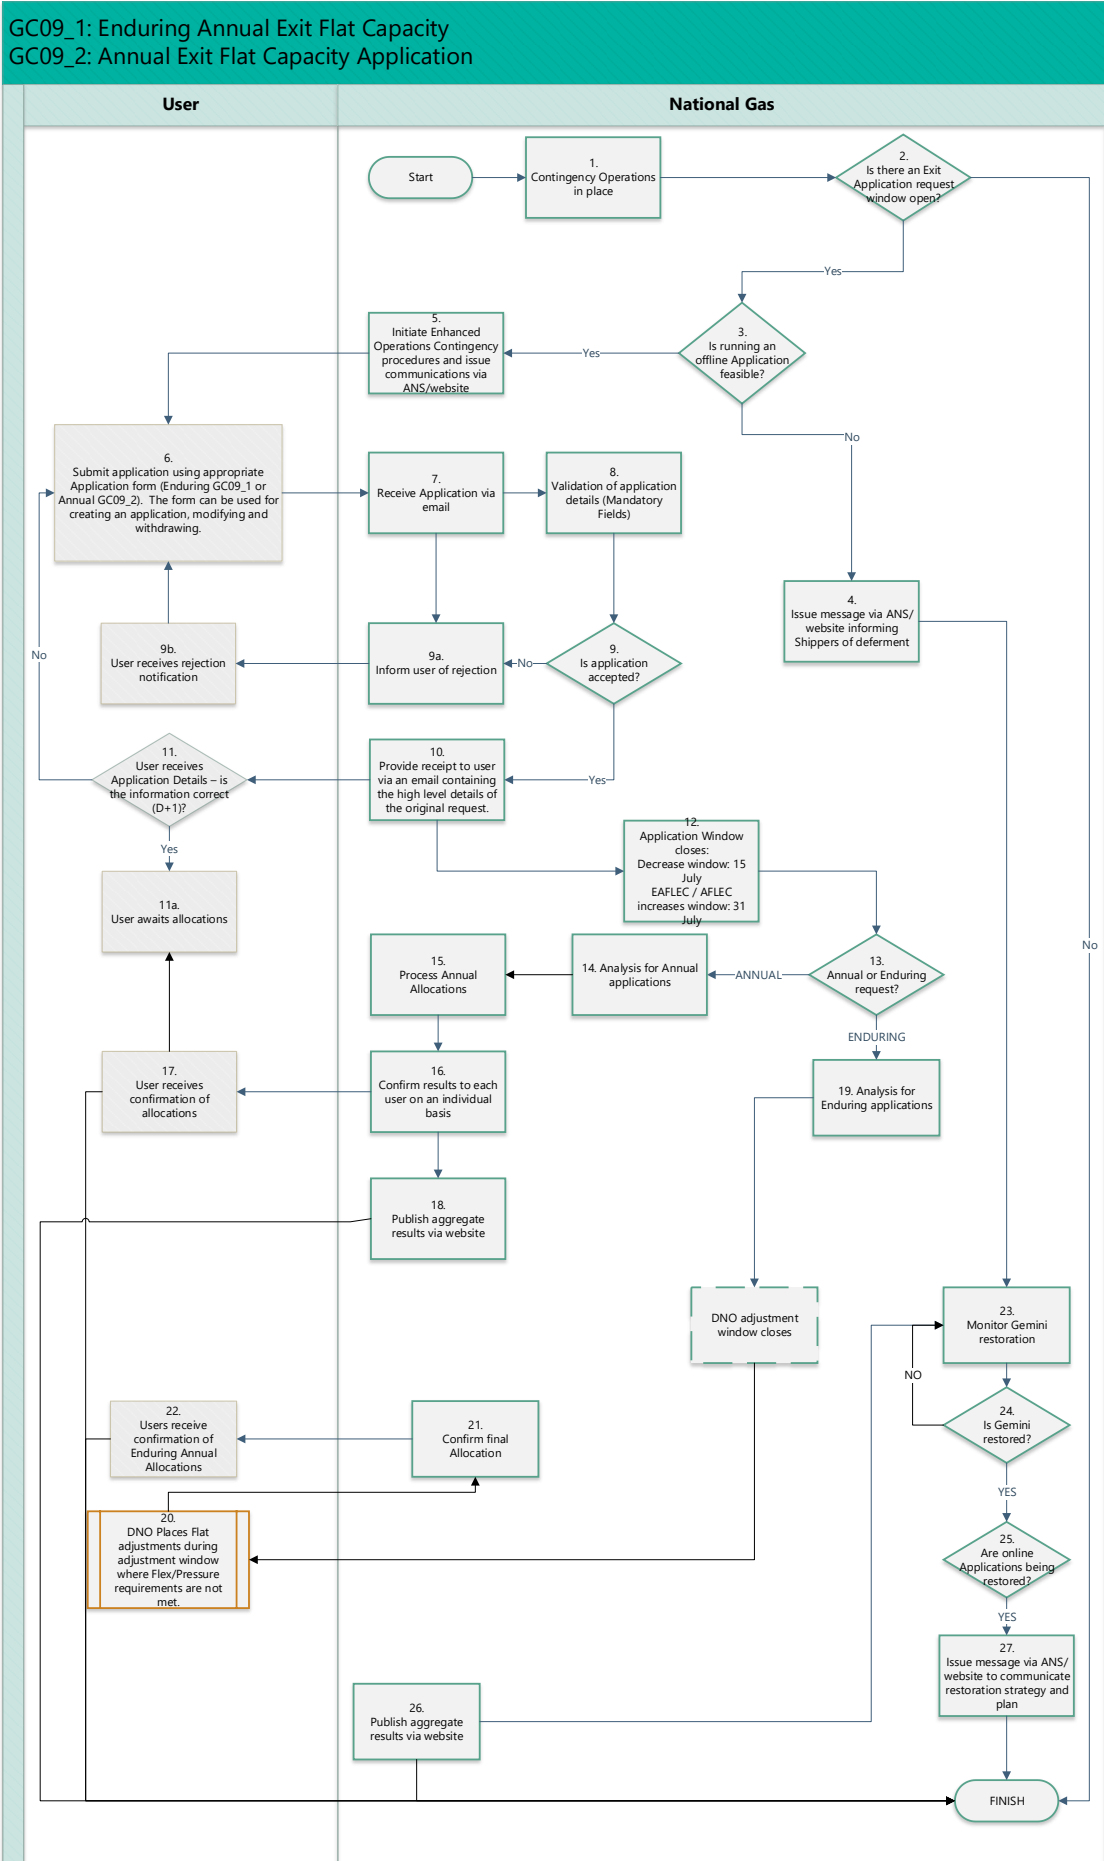 GC09_1: Enduring Annual Exit Flat Capacity
GC09_2: Annual Exit Flat Capacity Application
User
National Gas
Start
1.
Contingency Operations
in place
2.
Is there an Exit
Application request
window open?
Yes
3.
Is running an
offline Application
feasible?
Yes
5.
Initiate Enhanced
Operations Contingency
procedures and issue
communications via
ANS/website
No
6.
Submit application using appropriate
Application form (Enduring GC09_1 or
Annual GC09_2). The form can be used for
creating an application, modifying and
withdrawing.
7.
Receive Application via
email
8.
Validation of application
details (Mandatory
Fields)
4.
Issue message via ANS/
website informing
Shippers of deferment
9b.
User receives rejection
notification
9a.
Inform user of rejection
No
9.
Is application
accepted?
No
11.
User receives
Application Details – is
the information correct
(D+1)?
10.
Provide receipt to user
via an email containing
the high level details of
the original request.
Yes
Yes
12.
Application Window
closes:
Decrease window: 15
July
EAFLEC / AFLEC
increases window: 31
July
11a.
User awaits allocations
No
15.
Process Annual
Allocations
14. Analysis for Annual
applications
ANNUAL
13.
Annual or Enduring
request?
ENDURING
17.
User receives
confirmation of
allocations
16.
Confirm results to each
user on an individual
basis
19. Analysis for
Enduring applications
18.
Publish aggregate
results via website
DNO adjustment
window closes
23.
Monitor Gemini
restoration
NO
24.
Is Gemini
restored?
22.
Users receive
confirmation of
Enduring Annual
Allocations
21.
Confirm final
Allocation
YES
20.
DNO Places Flat
adjustments during
adjustment window
where Flex/Pressure
requirements are not
met.
25.
Are online
Applications being
restored?
YES
27.
Issue message via ANS/
website to communicate
restoration strategy and
plan
26.
Publish aggregate
results via website
FINISH